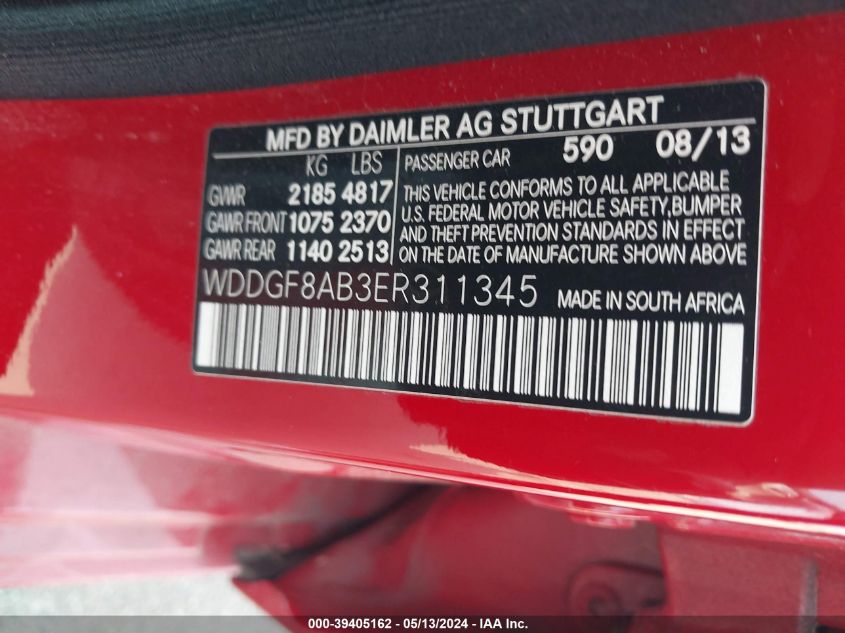 MFD BY DAIMLER AG STUTTGART
KG LBS
GVWR 2185 4817
GAWR FRONT 1075 2370
GAWR REAR 1140 2513
PASSENGER CAR 590 08/13
THIS VEHICLE CONFORMS TO ALL APPLICABLE
U.S. FEDERAL MOTOR VEHICLE SAFETY, BUMPER
AND THEFT PREVENTION STANDARDS IN EFFECT
ON THE DATE OF MANUFACTURE SHOWN ABOVE
WDDGF8AB3ER311345 MADE IN SOUTH AFRICA
000-39405162 - 05/13/2024 - IAA Inc.